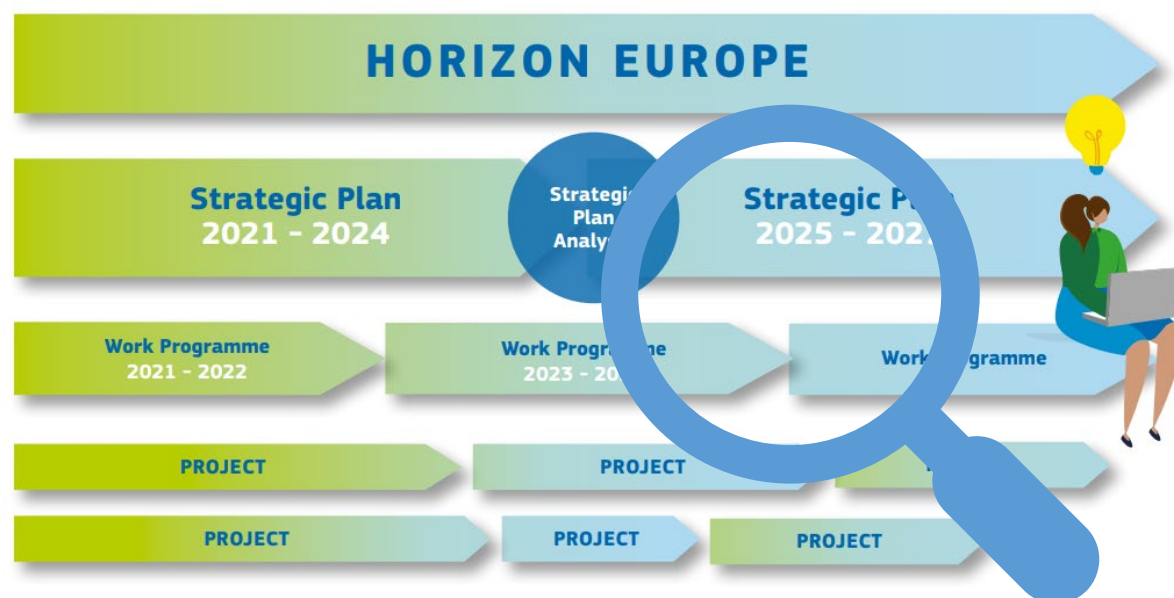 HORIZON EUROPE
Strategic Plan
2021 - 2024
Plan
Strategic
2025 -
Work Programme
2021 - 2022
Work
2023 -
Work
PROJECT
PROJECT
PROJECT
PROJECT
PROJECT